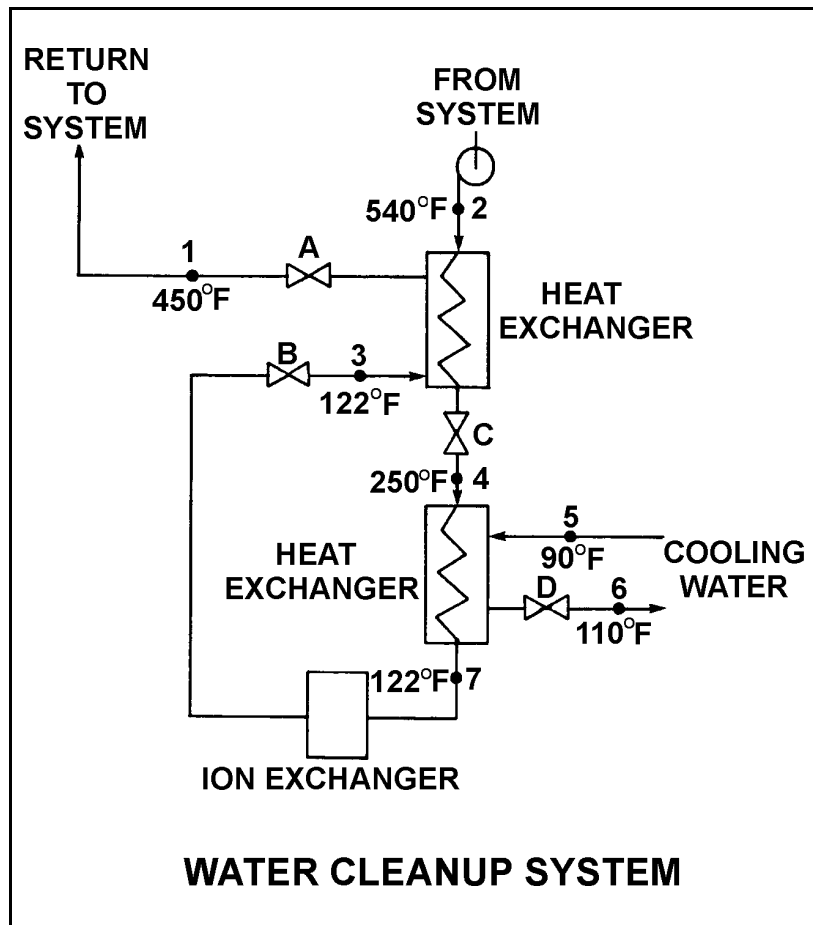 RETURN
TO
SYSTEM
FROM
SYSTEM
540°F 2
1
A
450°F
HEAT
EXCHANGER
B
3
122°F
C
250°F 4
5
90°F
COOLING
WATER
HEAT
EXCHANGER
D
6
110°F
122°F 7
ION EXCHANGER
WATER CLEANUP SYSTEM